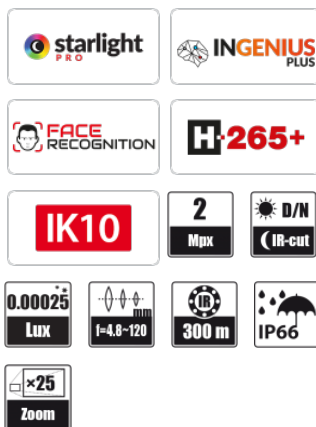 starlight
PRO
INGENIUS
PLUS
FACE
RECOGNITION
H.265+
IK10
2
Mpx
D/N
IR-cut
0.00025
Lux
mm
f=4.8~120
IR
300 m
IP66
×25
Zoom